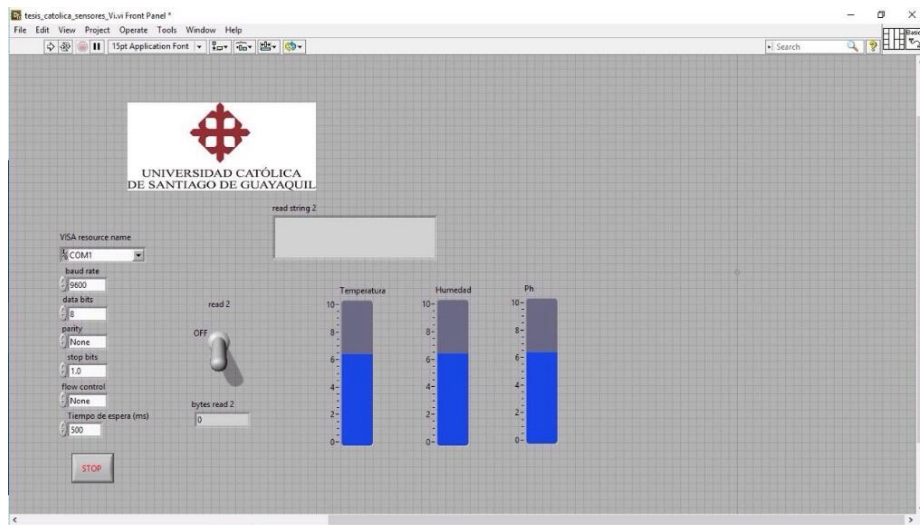 tesis_catolica_sensores_Vi.vi Front Panel *
File Edit View Project Operate Tools Window Help
15pt Application Font
Search
UNIVERSIDAD CATÓLICA
DE SANTIAGO DE GUAYAQUIL
read string 2
VISA resource name
COM1
baud rate
9600
data bits
8
parity
None
stop bits
1.0
flow control
None
Tiempo de espera (ms)
500
STOP
read 2
OFF
bytes read 2
0
Temperatura
10
8
6
4
2
0
Humedad
10
8
6
4
2
0
Ph
10
8
6
4
2
0